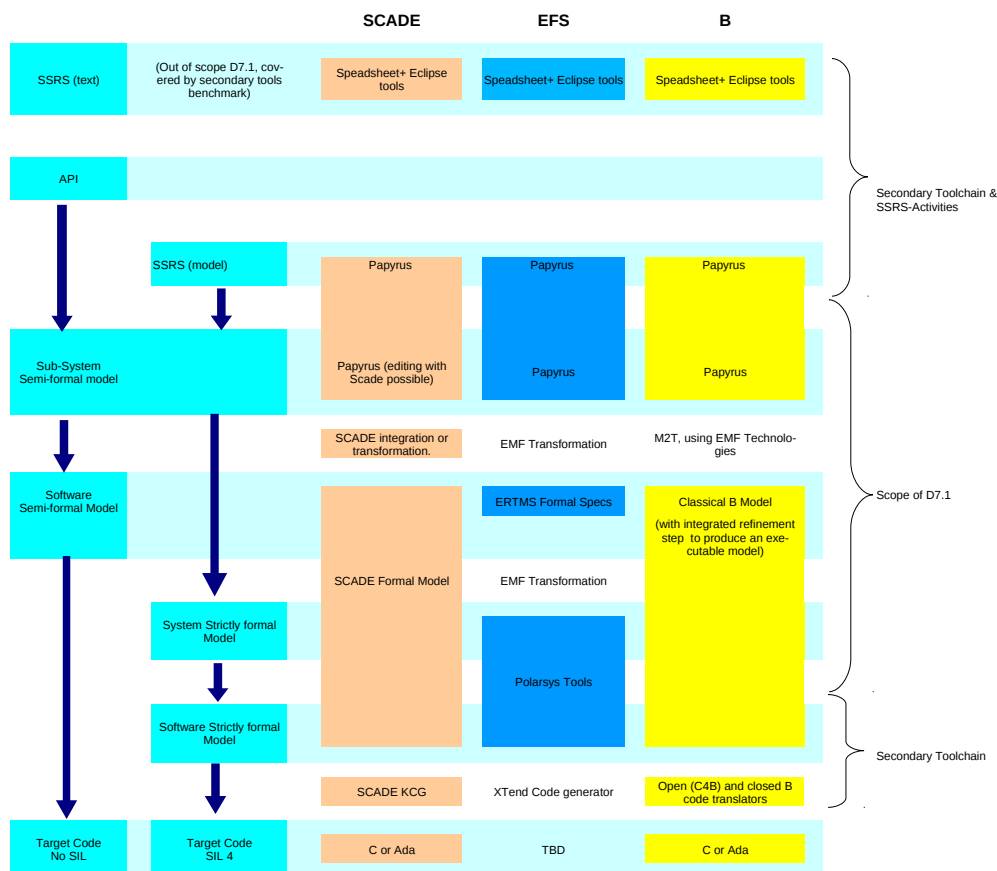 SCADE
EFS
B
SSRS (text)
(Out of scope D7.1, cov-
ered by secondary tools
benchmark)
Speadsheet+ Eclipse
tools
Speadsheet+ Eclipse tools
Speadsheet+ Eclipse tools
API
Secondary Toolchain &
SSRS-Activities
SSRS (model)
Papyrus
Papyrus
Papyrus
Sub-System
Semi-formal model
Papyrus (editing with
Scade possible)
Papyrus
Papyrus
SCADE integration or
transformation.
EMF Transformation
M2T, using EMF Technolo-
gies
Software
Semi-formal Model
ERTMS Formal Specs
Classical B Model
(with integrated refinement
step to produce an exe-
cutable model)
Scope of D7.1
SCADE Formal Model
EMF Transformation
System Strictly formal
Model
Polarsys Tools
Software Strictly formal
Model
Secondary Toolchain
SCADE KCG
XTend Code generator
Open (C4B) and closed B
code translators
Target Code
No SIL
Target Code
SIL 4
C or Ada
TBD
C or Ada